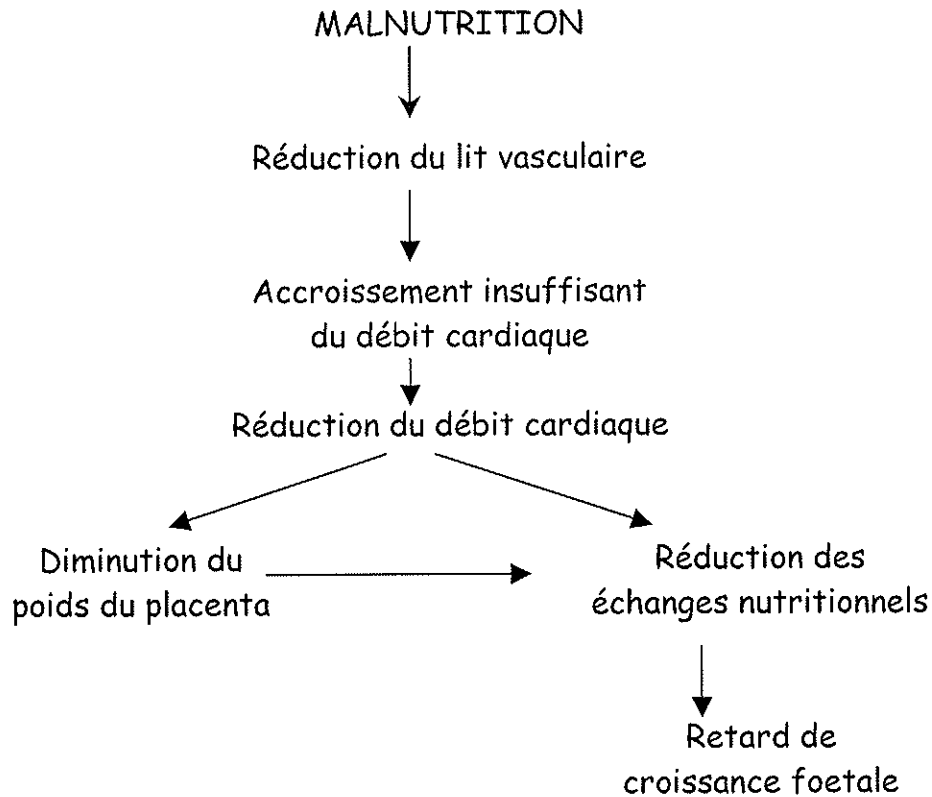 MALNUTRITION
Réduction du lit vasculaire
Accroissement insuffisant
du débit cardiaque
Réduction du débit cardiaque
Diminution du
poids du placenta
Réduction des
échanges nutritionnels
Retard de
croissance foetale